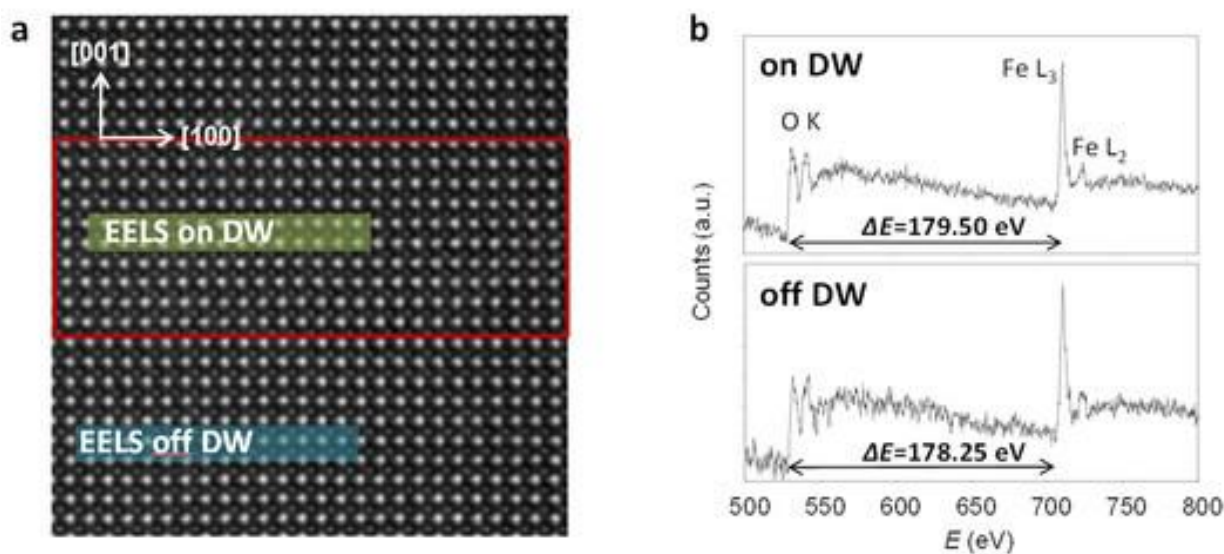 a
[001]
[100]
EELS on DW
EELS off DW
b
on DW
Fe L3
O K
Fe L2
ΔE=179.50 eV
off DW
ΔE=178.25 eV
Counts (a.u.)
500 550 600 650 700 750 800
E (eV)